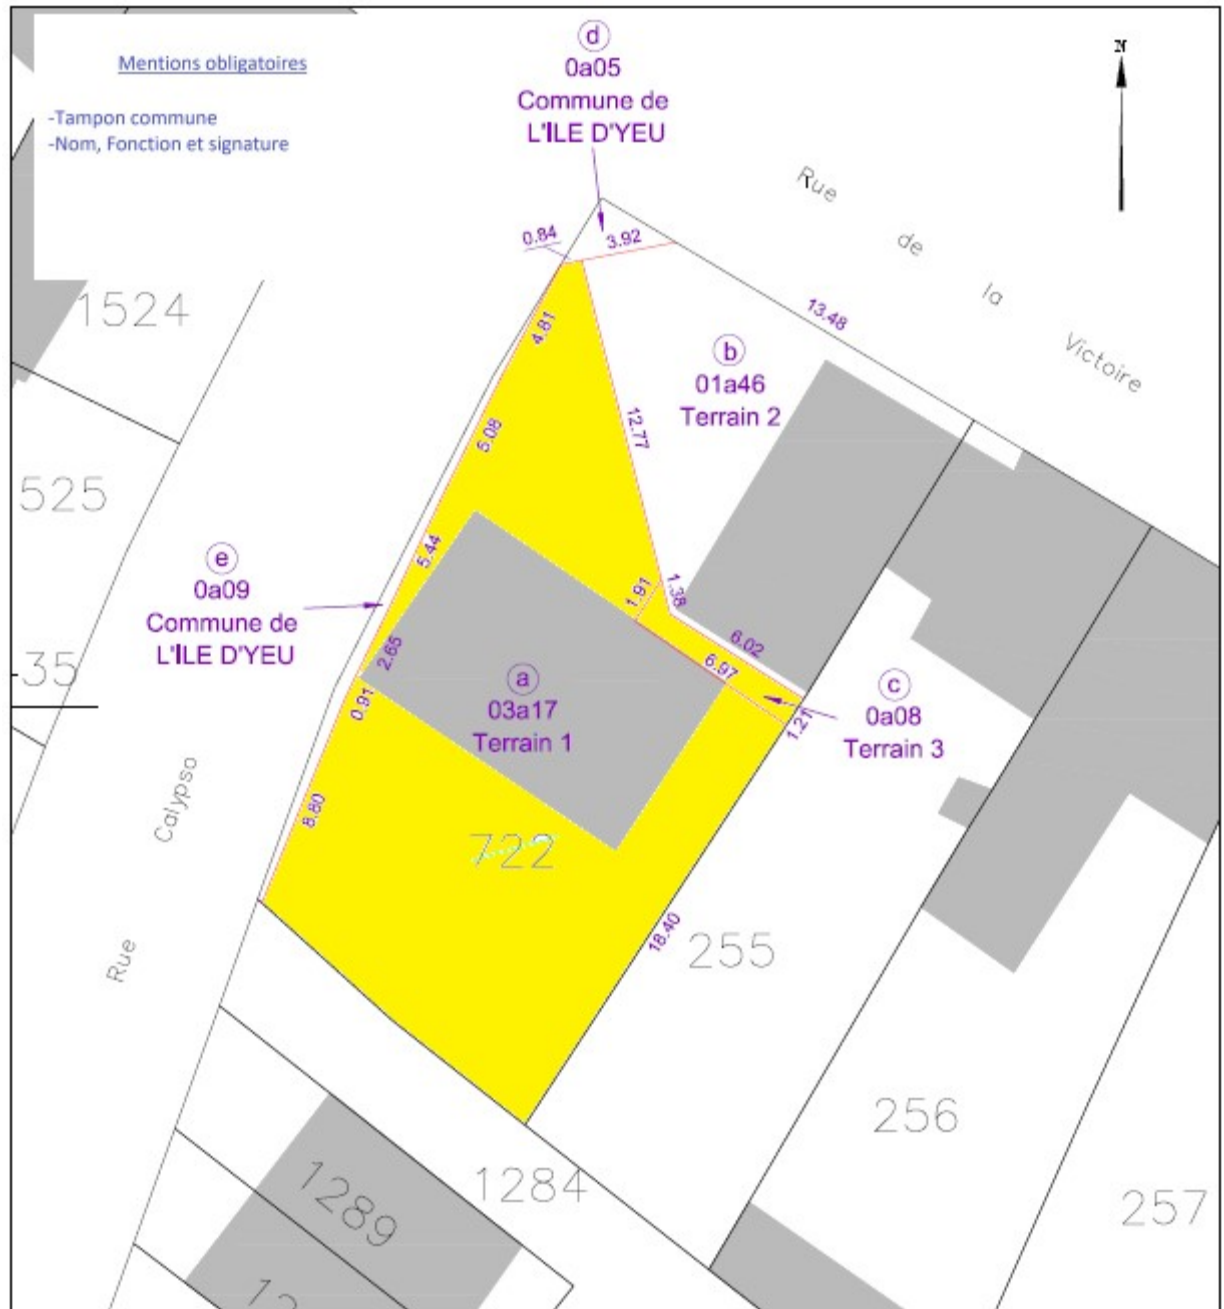 Mentions obligatoires
-Tampon commune
-Nom, Fonction et signature
d
0a05
Commune de
L'ÎLE D'YEU
N
Rue
de
la
Victoire
0.84
3.92
13.48
1524
4.81
b
01a46
Terrain 2
12.77
5.08
525
5.44
e
0a09
Commune de
L'ÎLE D'YEU
1.91
1.38
6.02
6.97
2.65
35
0.91
a
03a17
Terrain 1
c
0a08
Terrain 3
1.21
Rue
Calypso
8.80
722
18.40
255
256
257
1284
1289
12